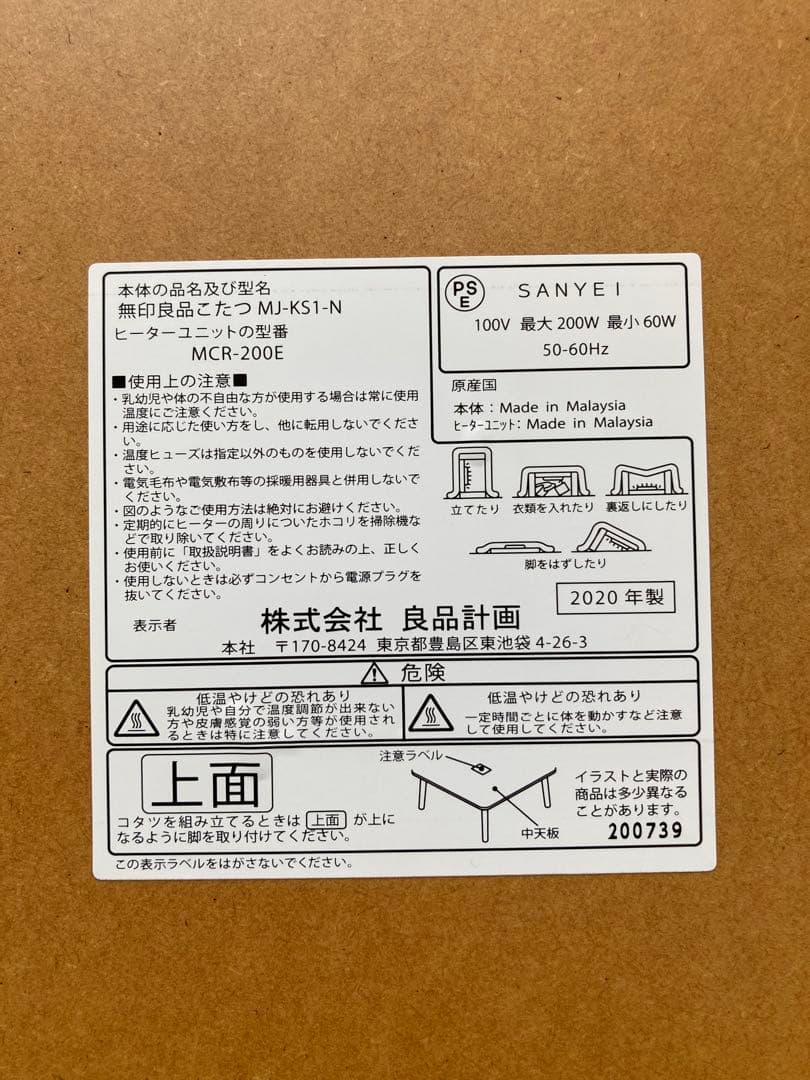 本体の品名及び型名
無印良品こたつ MJ-KS1-N
ヒーターユニットの型番
MCR-200E
■使用上の注意■
・乳幼児や体の不自由な方が使用する場合は常に使用
温度にご注意ください。
・用途に応じた使い方をし、他に転用しないでくださ
い。
・温度ヒューズは指定以外のものを使用しないでくだ
さい。
・電気毛布や電気敷布等の採暖用器具と併用しないで
ください。
・図のようなご使用方法は絶対にお避けください。
・定期的にヒーターの周りについたホコリを掃除機な
どで取り除いてください。
・使用前に「取扱説明書」をよくお読みの上、正しく
お使いください。
・使用しないときは必ずコンセントから電源プラグを
抜いてください。
PS
E
SANYEI
100V 最大 200W 最小 60W
50-60Hz
原産国
本体：Made in Malaysia
ヒーターユニット：Made in Malaysia
立てたり 衣類を入れたり 裏返しにしたり
脚をはずしたり
2020 年製
表示者 株式会社 良品計画
本社 〒170-8424 東京都豊島区東池袋 4-26-3
危険
低温やけどの恐れあり
乳幼児や自分で温度調節が出来ない
方や皮膚感覚の弱い方等が使用され
るときは特に注意してください。
低温やけどの恐れあり
一定時間ごとに体を動かすなど注意
して使用してください。
上面
コタツを組み立てるときは 上面 が上に
なるように脚を取り付けてください。
注意ラベル
中天板
イラストと実際の
商品は多少異なる
ことがあります。
200739
この表示ラベルをはがさないでください。